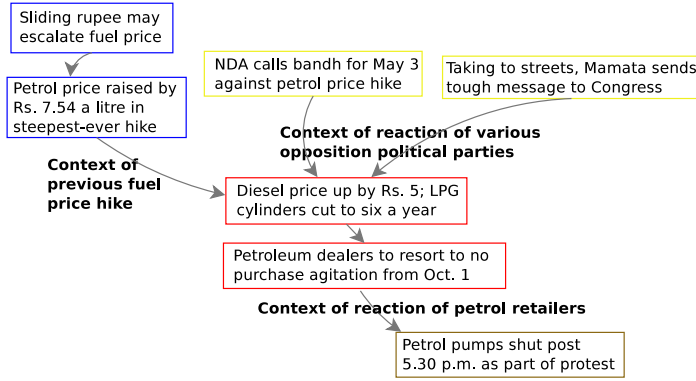 Sliding rupee may
escalate fuel price
NDA calls bandh for May 3
against petrol price hike
Taking to streets, Mamata sends
tough message to Congress
Petrol price raised by
Rs. 7.54 a litre in
steepest-ever hike
Context of reaction of various
opposition political parties
Context of
previous fuel
price hike
Diesel price up by Rs. 5; LPG
cylinders cut to six a year
Petroleum dealers to resort to no
purchase agitation from Oct. 1
Context of reaction of petrol retailers
Petrol pumps shut post
5.30 p.m. as part of protest